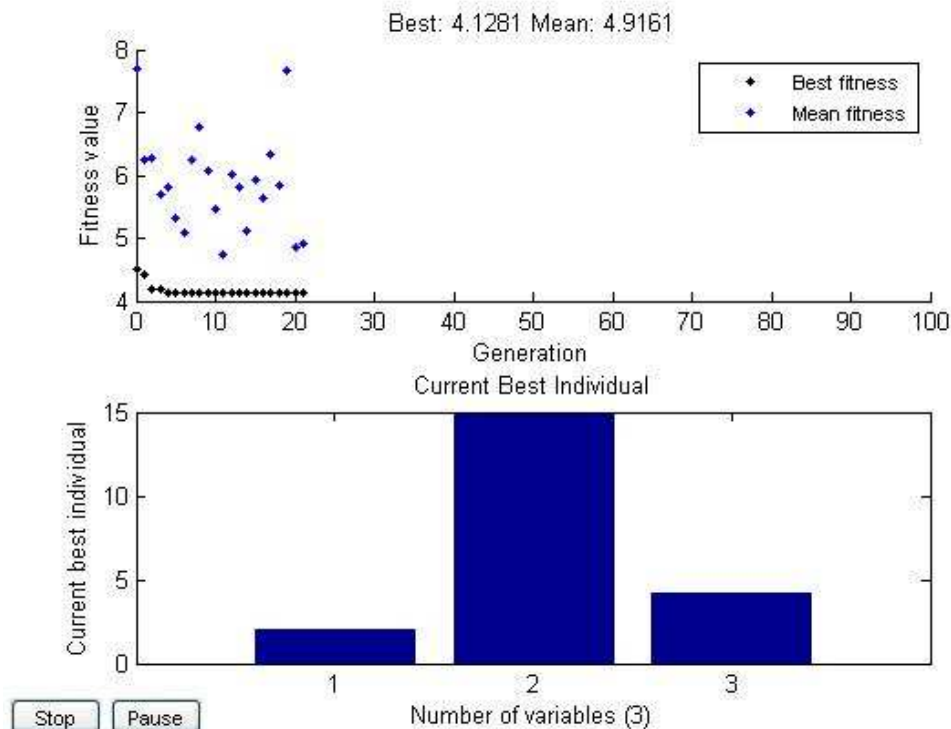 Best: 4.1281 Mean: 4.9161
8
7
6
5
4
Fitness value
Best fitness
Mean fitness
0 10 20 30 40 50 60 70 80 90 100
Generation
Current Best Individual
15
10
5
0
Current best individual
1 2 3
Number of variables (3)
Stop Pause